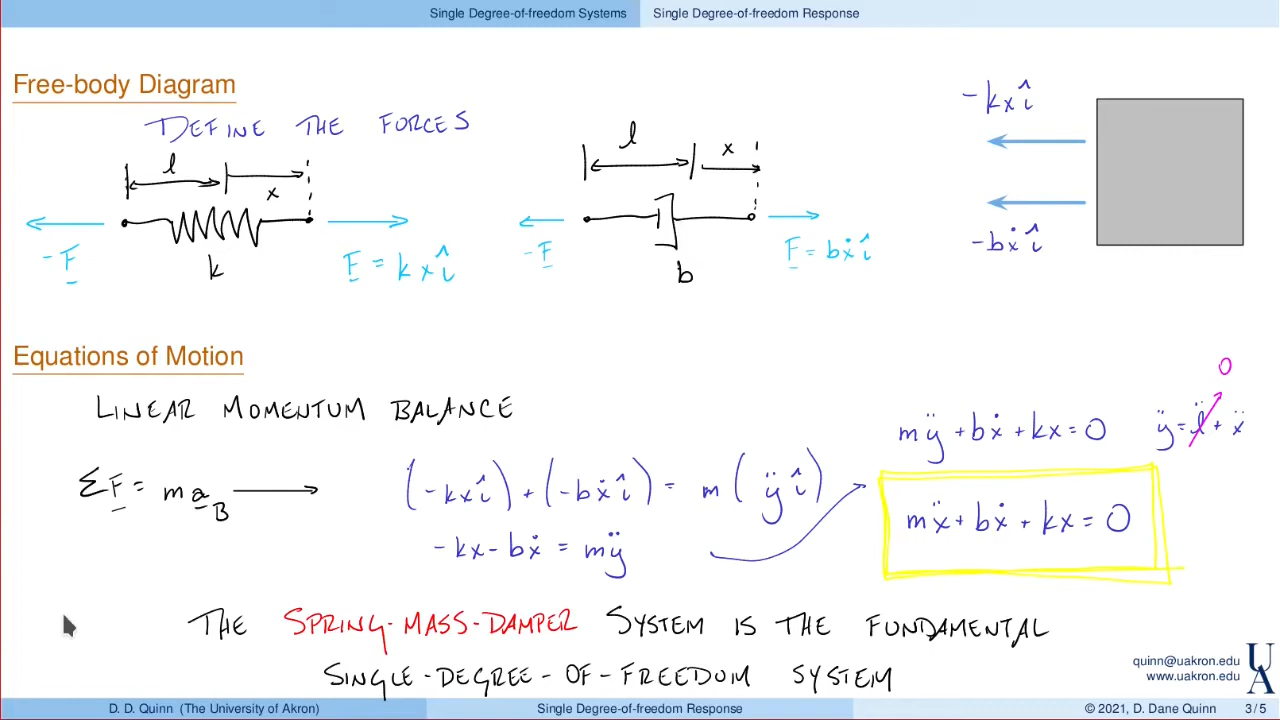 Single Degree-of-freedom Systems Single Degree-of-freedom Response
Free-body Diagram
DEFINE THE FORCES
l x
k
-F
F = kxî
l x
b
-F
F = bẋî
-kxî
-bẋî
Equations of Motion
LINEAR MOMENTUM BALANCE
ΣF = ma_B
(-kxî) + (-bẋî) = m(ÿî)
-kx - bẋ = mÿ
mÿ + bẋ + kx = 0
0
ÿ = l̈ + ẍ
mẍ + bẋ + kx = 0
THE SPRING-MASS-DAMPER SYSTEM IS THE FUNDAMENTAL
SINGLE-DEGREE-OF-FREEDOM SYSTEM
quinn@uakron.edu
www.uakron.edu
UA
D. D. Quinn (The University of Akron) Single Degree-of-freedom Response © 2021, D. Dane Quinn 3 / 5